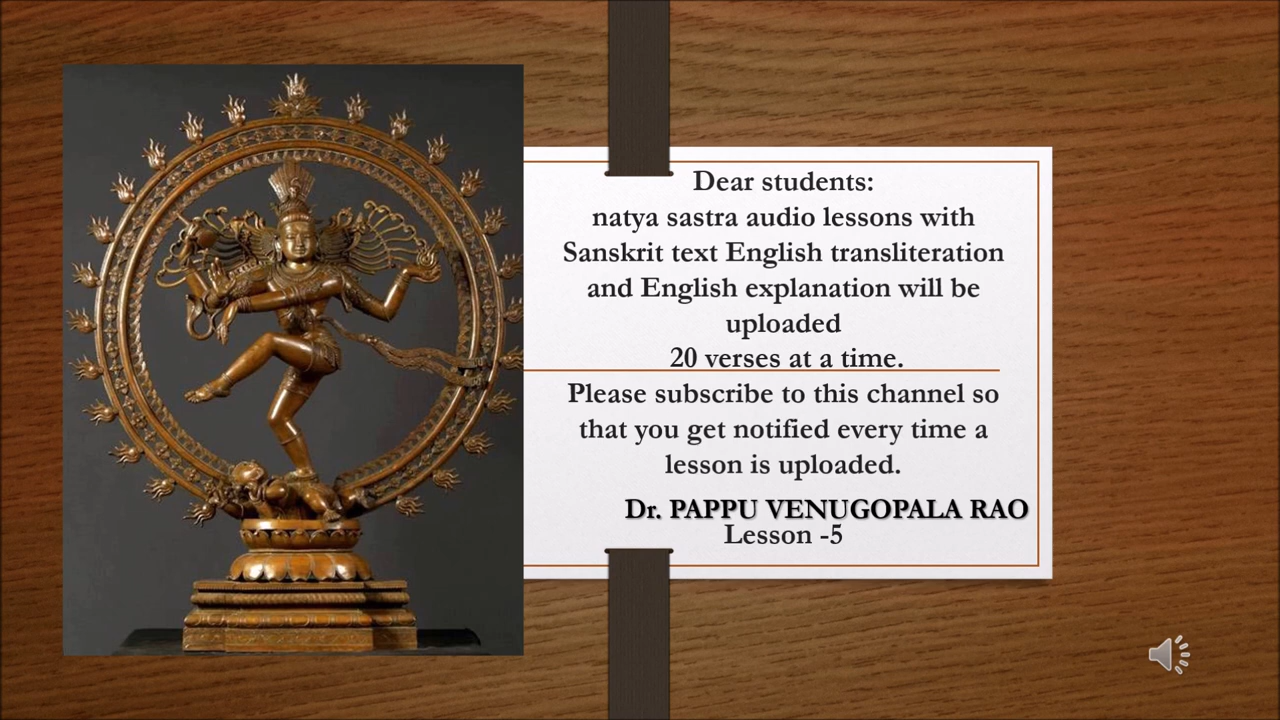 Dear students:
natya sastra audio lessons with
Sanskrit text English transliteration
and English explanation will be
uploaded
20 verses at a time.
Please subscribe to this channel so
that you get notified every time a
lesson is uploaded.
Dr. PAPPU VENUGOPALA RAO
Lesson -5